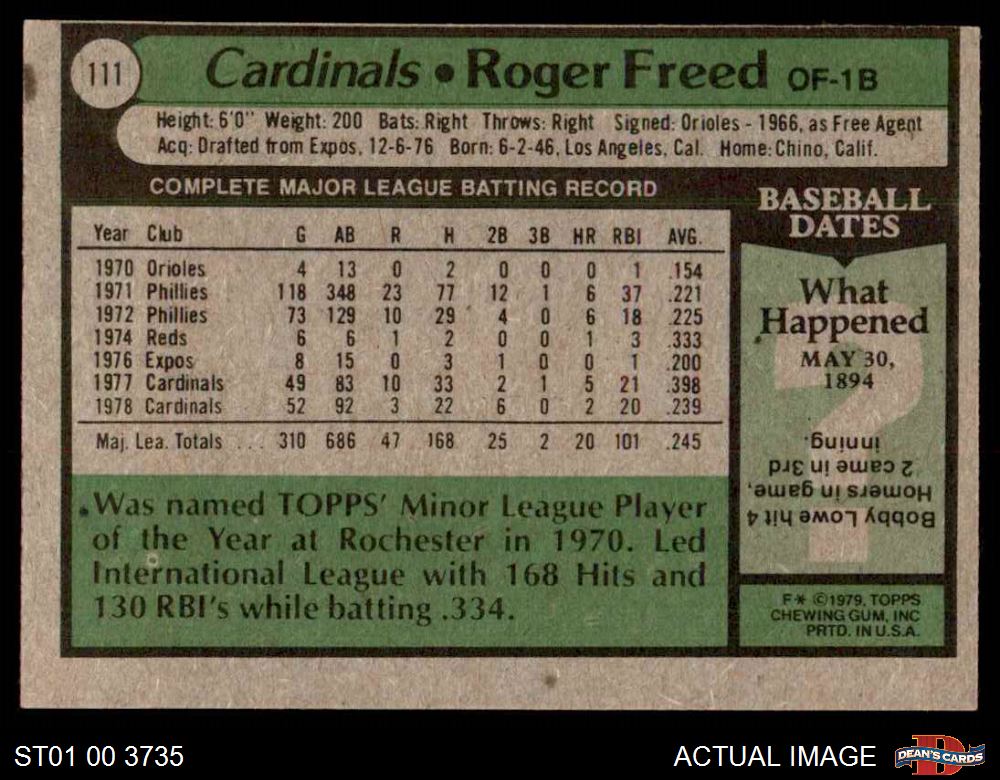 111
Cardinals • Roger Freed OF-1B
Height: 6'0" Weight: 200 Bats: Right Throws: Right Signed: Orioles - 1966, as Free Agent
Acq: Drafted from Expos, 12-6-76 Born: 6-2-46, Los Angeles, Cal. Home: Chino, Calif.
COMPLETE MAJOR LEAGUE BATTING RECORD
Year Club G AB R H 2B 3B HR RBI AVG.
1970 Orioles 4 13 0 2 0 0 0 1 .154
1971 Phillies 118 348 23 77 12 1 6 37 .221
1972 Phillies 73 129 10 29 4 0 6 18 .225
1974 Reds 6 6 1 2 0 0 1 3 .333
1976 Expos 8 15 0 3 1 0 0 1 .200
1977 Cardinals 49 83 10 33 2 1 5 21 .398
1978 Cardinals 52 92 3 22 6 0 2 20 .239
Maj. Lea. Totals ... 310 686 47 168 25 2 20 101 .245
Was named TOPPS' Minor League Player
of the Year at Rochester in 1970. Led
International League with 168 Hits and
130 RBI's while batting .334.
BASEBALL
DATES
What
Happened
MAY 30,
1894
Bobby Lowe hit 4
Homers in game,
2 came in 3rd
inning.
F* ©1979, TOPPS
CHEWING GUM, INC
PRTD. IN U.S.A.
ST01 00 3735
ACTUAL IMAGE
D
DEAN'S CARDS